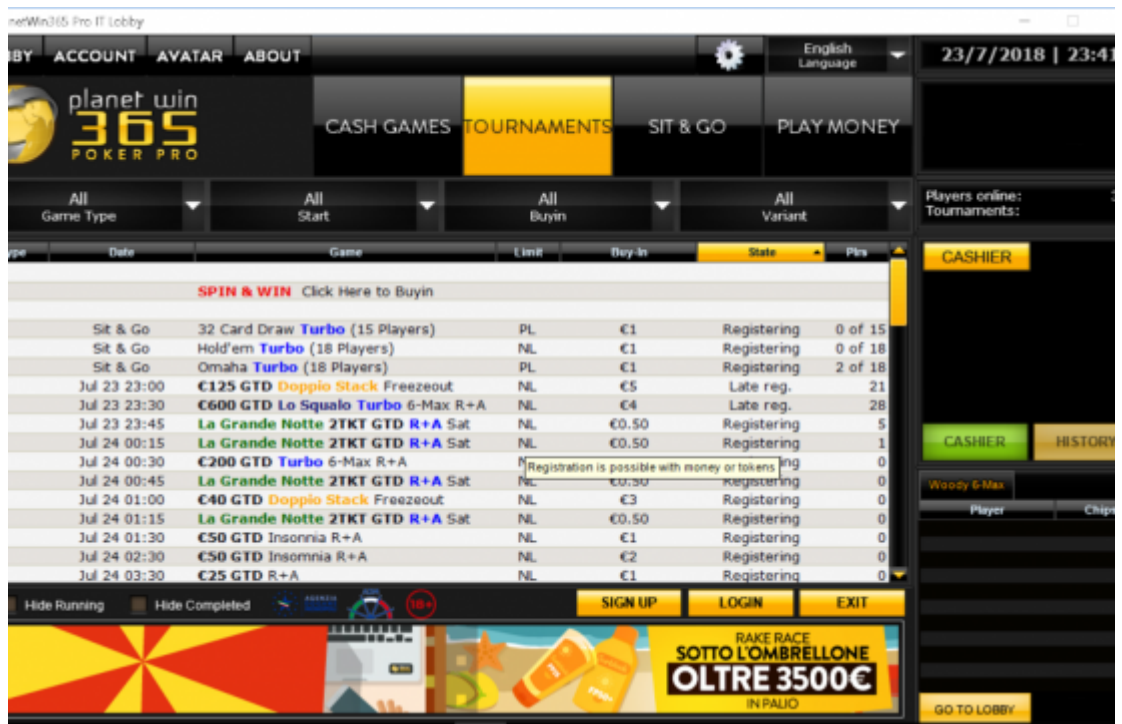 netWin365 Pro IT Lobby
BBY ACCOUNT AVATAR ABOUT
English
Language
23/7/2018 | 23:41
planet win
365
POKER PRO
CASH GAMES TOURNAMENTS SIT & GO PLAY MONEY
All All All All
Game Type Start Buyin Variant
Players online:
Tournaments:
ype Date Game Limit Buy-In State Plrs
CASHIER
SPIN & WIN Click Here to Buyin
Sit & Go 32 Card Draw Turbo (15 Players) PL €1 Registering 0 of 15
Sit & Go Hold'em Turbo (18 Players) NL €1 Registering 0 of 18
Sit & Go Omaha Turbo (18 Players) PL €1 Registering 2 of 18
Jul 23 23:00 €125 GTD Doppio Stack Freezeout NL €5 Late reg. 21
Jul 23 23:30 €600 GTD Lo Squalo Turbo 6-Max R+A NL €4 Late reg. 28
Jul 23 23:45 La Grande Notte 2TKT GTD R+A Sat NL €0.50 Registering 5
Jul 24 00:15 La Grande Notte 2TKT GTD R+A Sat NL €0.50 Registering 1
CASHIER HISTORY
Jul 24 00:30 €200 GTD Turbo 6-Max R+A 0
Registration is possible with money or tokens
Jul 24 00:45 La Grande Notte 2TKT GTD R+A Sat NL €0.50 Registering 0
Woody 6-Max
Jul 24 01:00 €40 GTD Doppio Stack Freezeout NL €3 Registering 0
Player Chips
Jul 24 01:15 La Grande Notte 2TKT GTD R+A Sat NL €0.50 Registering 0
Jul 24 01:30 €50 GTD Insonnia R+A NL €1 Registering 0
Jul 24 02:30 €50 GTD Insomnia R+A NL €2 Registering 0
Jul 24 03:30 €25 GTD R+A NL €1 Registering 0
Hide Running Hide Completed 18+ SIGN UP LOGIN EXIT
RAKE RACE
SOTTO L'OMBRELLONE
OLTRE 3500€
IN PALIO
GO TO LOBBY